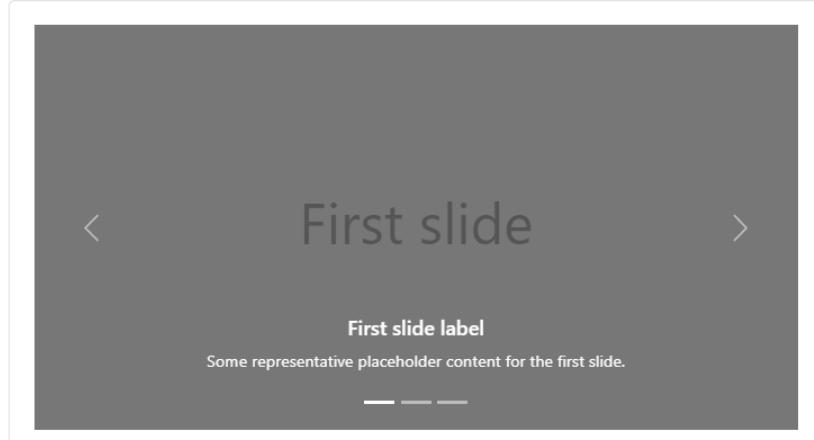 First slide
First slide label
Some representative placeholder content for the first slide.